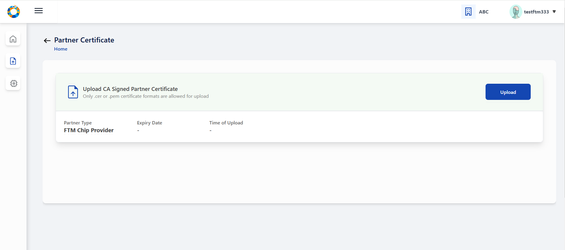 ABC
testftm333
Partner Certificate
Home
Upload CA Signed Partner Certificate
Only .cer or .pem certificate formats are allowed for upload
Upload
Partner Type
Expiry Date
Time of Upload
FTM Chip Provider
-
-